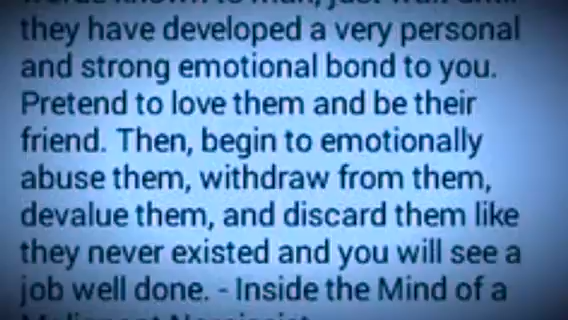 they have developed a very personal
and strong emotional bond to you.
Pretend to love them and be their
friend. Then, begin to emotionally
abuse them, withdraw from them,
devalue them, and discard them like
they never existed and you will see a
job well done. - Inside the Mind of a